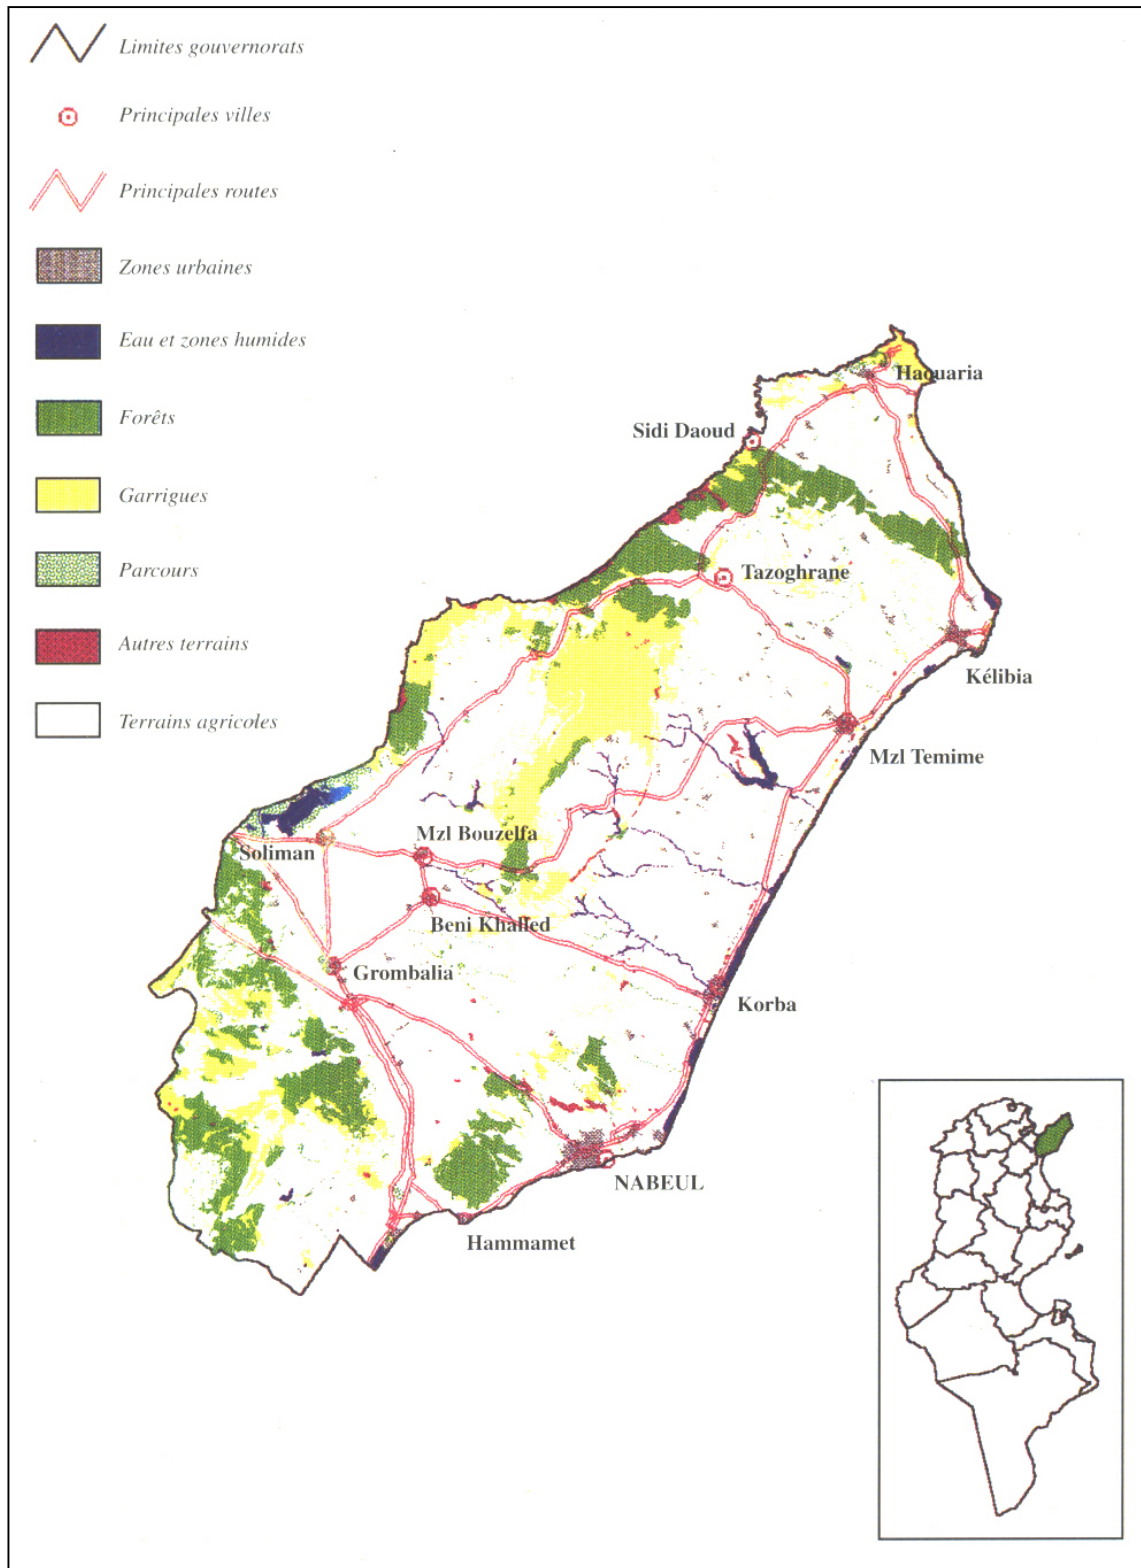 Limites gouvernorats
Principales villes
Principales routes
Zones urbaines
Eau et zones humides
Forêts
Garrigues
Parcours
Autres terrains
Terrains agricoles
Haouaria
Sidi Daoud
Tazoghrane
Kélibia
Mzl Temime
Mzl Bouzelfa
Soliman
Beni Khalled
Grombalia
Korba
NABEUL
Hammamet